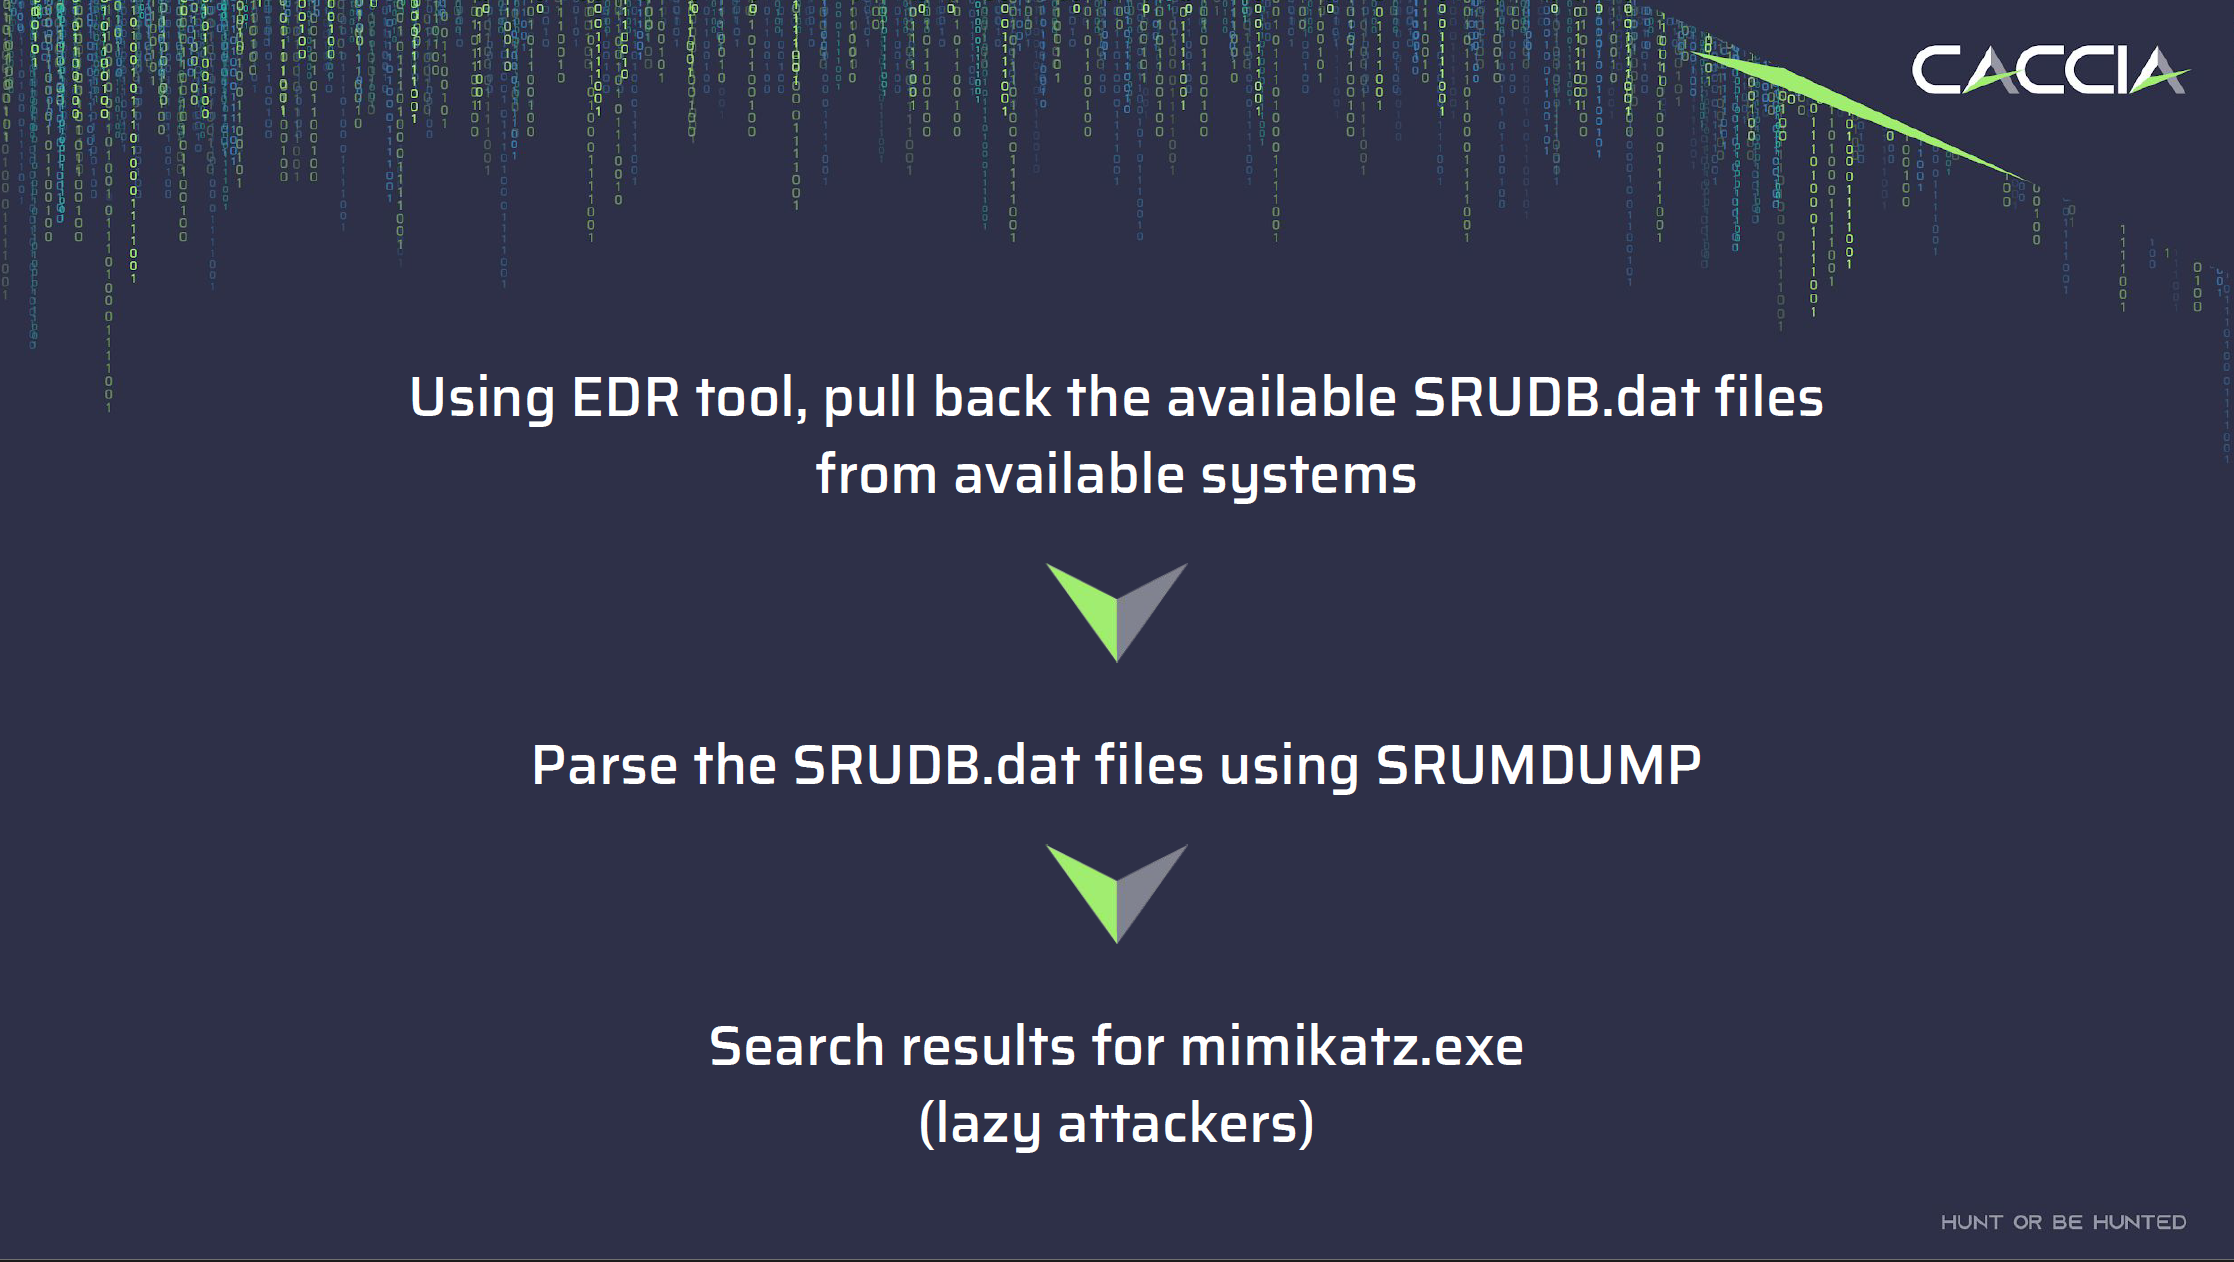 CACCIA
Using EDR tool, pull back the available SRUDB.dat files
from available systems
Parse the SRUDB.dat files using SRUMDUMP
Search results for mimikatz.exe
(lazy attackers)
HUNT OR BE HUNTED